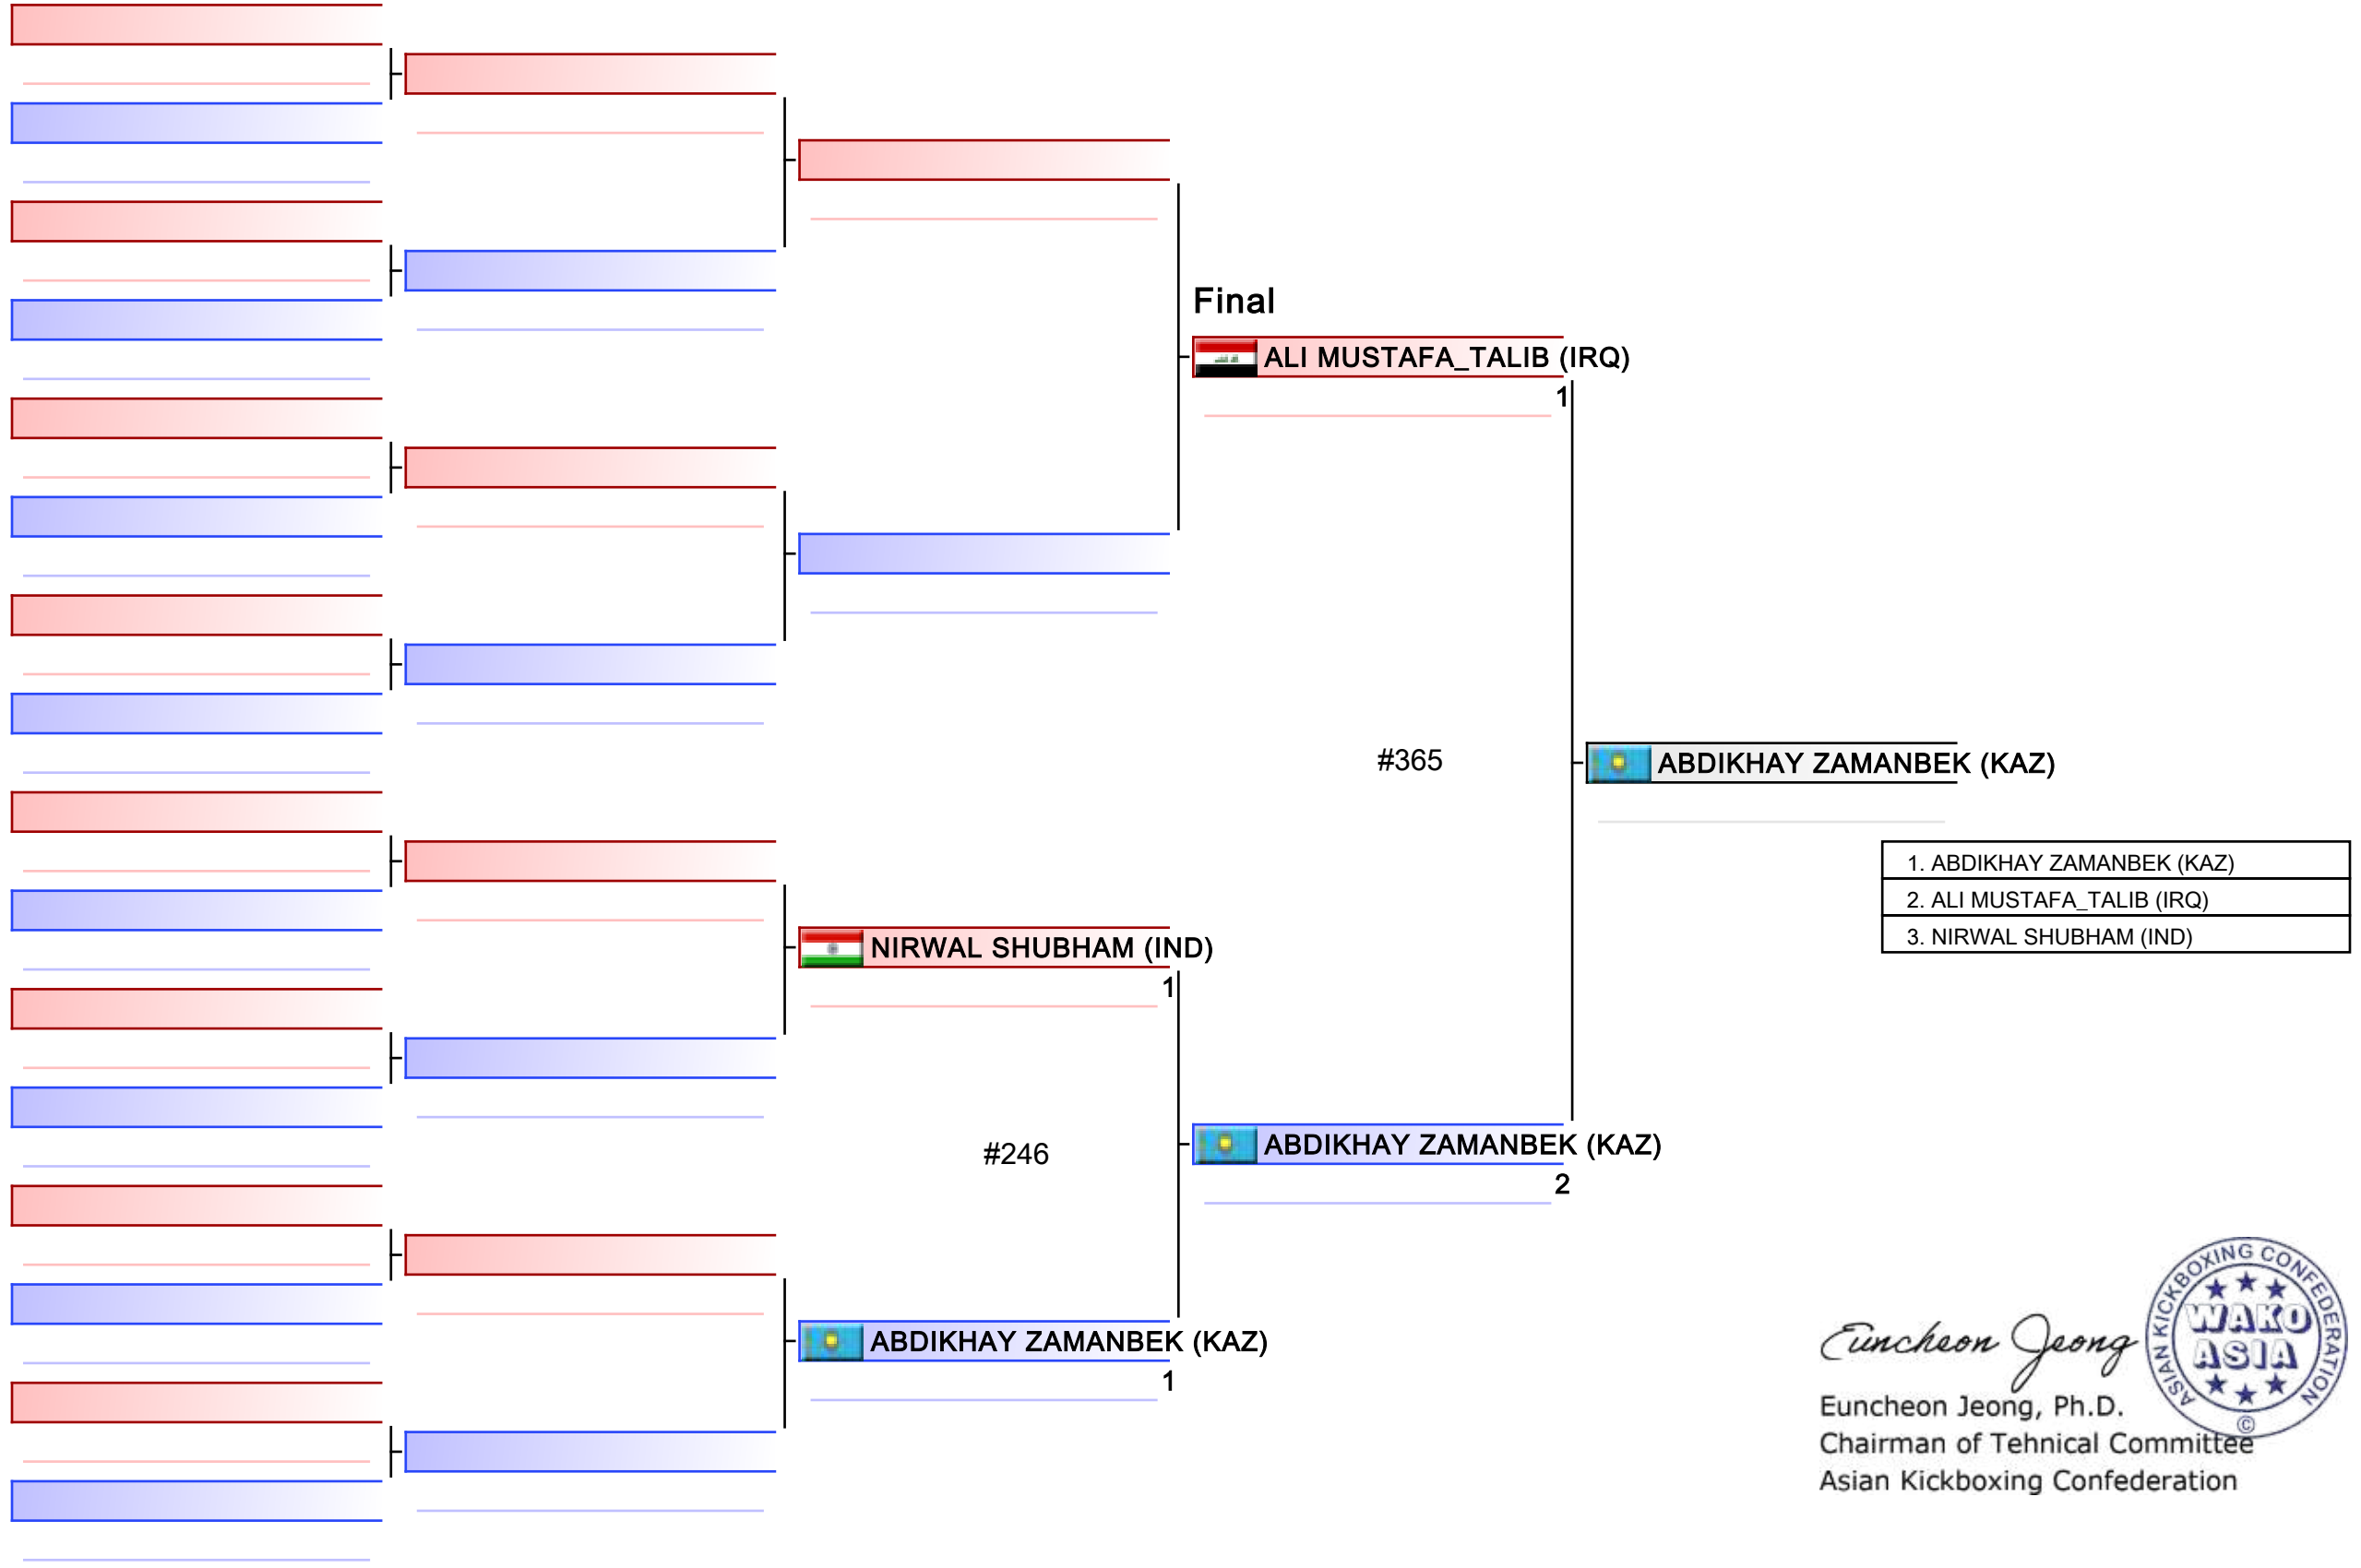 Final
ALI MUSTAFA_TALIB (IRQ)
1
#365
ABDIKHAY ZAMANBEK (KAZ)
1. ABDIKHAY ZAMANBEK (KAZ)
2. ALI MUSTAFA_TALIB (IRQ)
3. NIRWAL SHUBHAM (IND)
NIRWAL SHUBHAM (IND)
1
#246
ABDIKHAY ZAMANBEK (KAZ)
2
ABDIKHAY ZAMANBEK (KAZ)
1
ASIAN KICKBOXING CONFEDERATION
WAKO
ASIA
©
Euncheon Jeong
Euncheon Jeong, Ph.D.
Chairman of Tehnical Committee
Asian Kickboxing Confederation